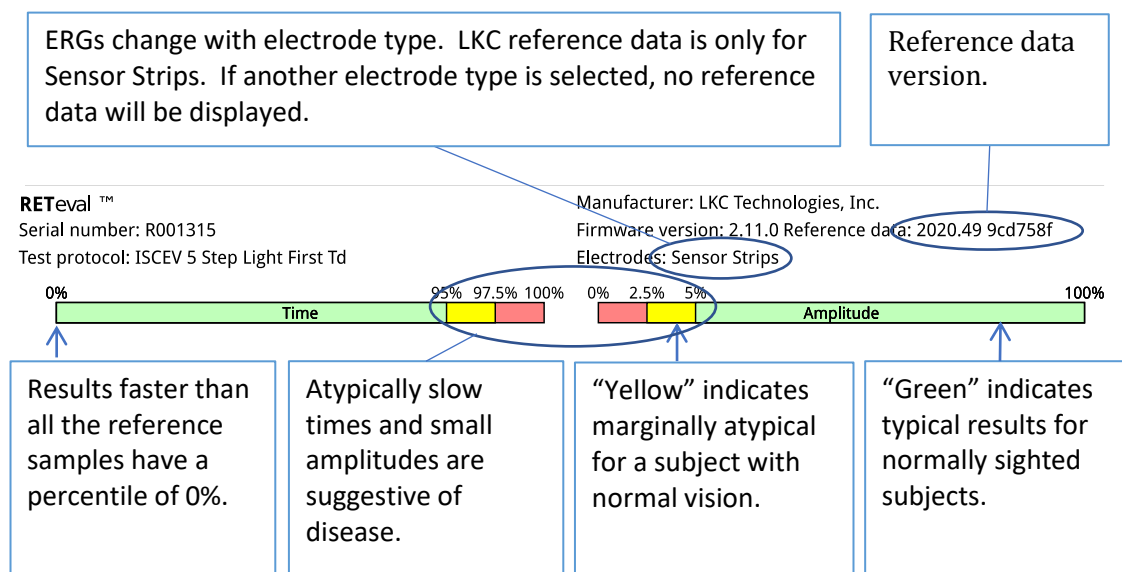 ERGs change with electrode type.  LKC reference data is only for
Sensor Strips.  If another electrode type is selected, no reference
data will be displayed.
Reference data
version.
RETeval ™
Serial number: R001315
Test protocol: ISCEV 5 Step Light First Td
Manufacturer: LKC Technologies, Inc.
Firmware version: 2.11.0 Reference data: 2020.49 9cd758f
Electrodes: Sensor Strips
0% 95% 97.5% 100% 0% 2.5% 5% 100%
Time Amplitude
Results faster than
all the reference
samples have a
percentile of 0%.
Atypically slow
times and small
amplitudes are
suggestive of
disease.
“Yellow” indicates
marginally atypical
for a subject with
normal vision.
“Green” indicates
typical results for
normally sighted
subjects.